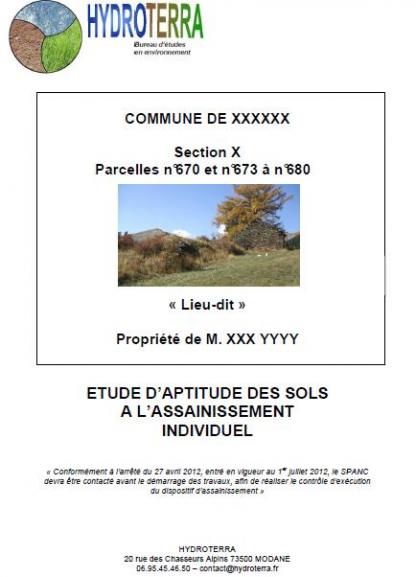 HYDROTERRA
Bureau d'études
en environnement
COMMUNE DE XXXXXX
Section X
Parcelles n°670 et n°673 à n°680
« Lieu-dit »
Propriété de M. XXX YYYY
ETUDE D'APTITUDE DES SOLS
A L'ASSAINISSEMENT
INDIVIDUEL
« Conformément à l'arrêté du 27 avril 2012, entré en vigueur au 1er juillet 2012, le SPANC
devra être contacté avant le démarrage des travaux, afin de réaliser le contrôle d'exécution
du dispositif d'assainissement »
HYDROTERRA
20 rue des Chasseurs Alpins 73500 MODANE
06.95.45.46.50 – contact@hydroterra.fr